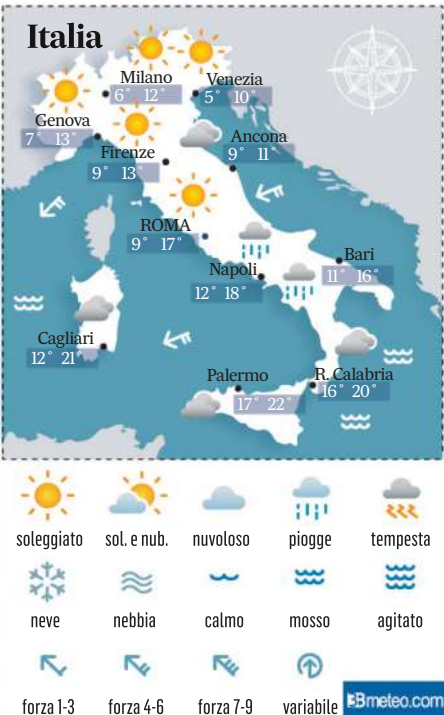 Italia
Milano
6° 12°
Venezia
5° 10°
Genova
7° 13°
Firenze
9° 13°
Ancona
9° 11°
ROMA
9° 17°
Napoli
12° 18°
Bari
11° 16°
Cagliari
12° 21°
Palermo
17° 22°
R. Calabria
16° 20°
soleggiato sol. e nub. nuvoloso piogge tempesta
neve nebbia calmo mosso agitato
forza 1-3 forza 4-6 forza 7-9 variabile
3Bmeteo.com